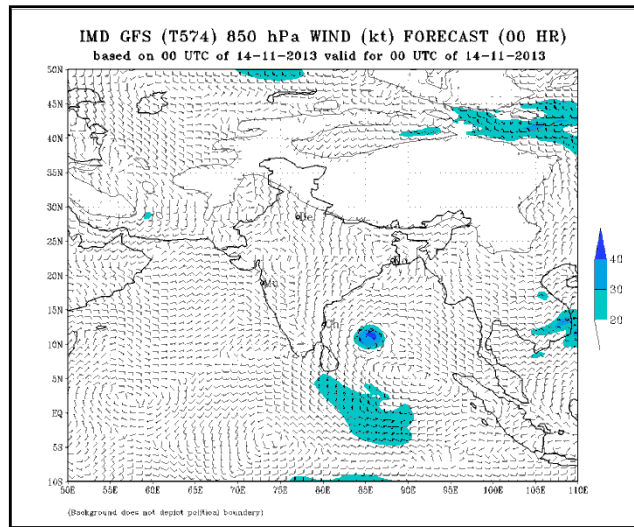 IMD GFS (T574) 850 hPa WIND (kt) FORECAST (00 HR)
based on 00 UTC of 14-11-2013 valid for 00 UTC of 14-11-2013
50N
45N
40N
35N
30N
25N
20N
15N
10N
5N
EQ
5S
10S
40
30
20
50E 55E 60E 65E 70E 75E 80E 85E 90E 95E 100E 105E 110E
(Background does not depict political boundery)